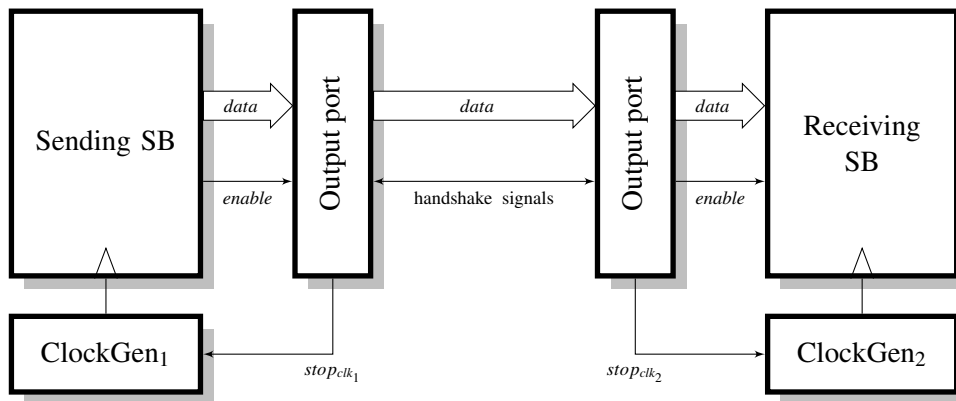 Sending SB
data
enable
Output port
data
handshake signals
Output port
data
enable
Receiving
SB
ClockGen1
stopclk1
stopclk2
ClockGen2